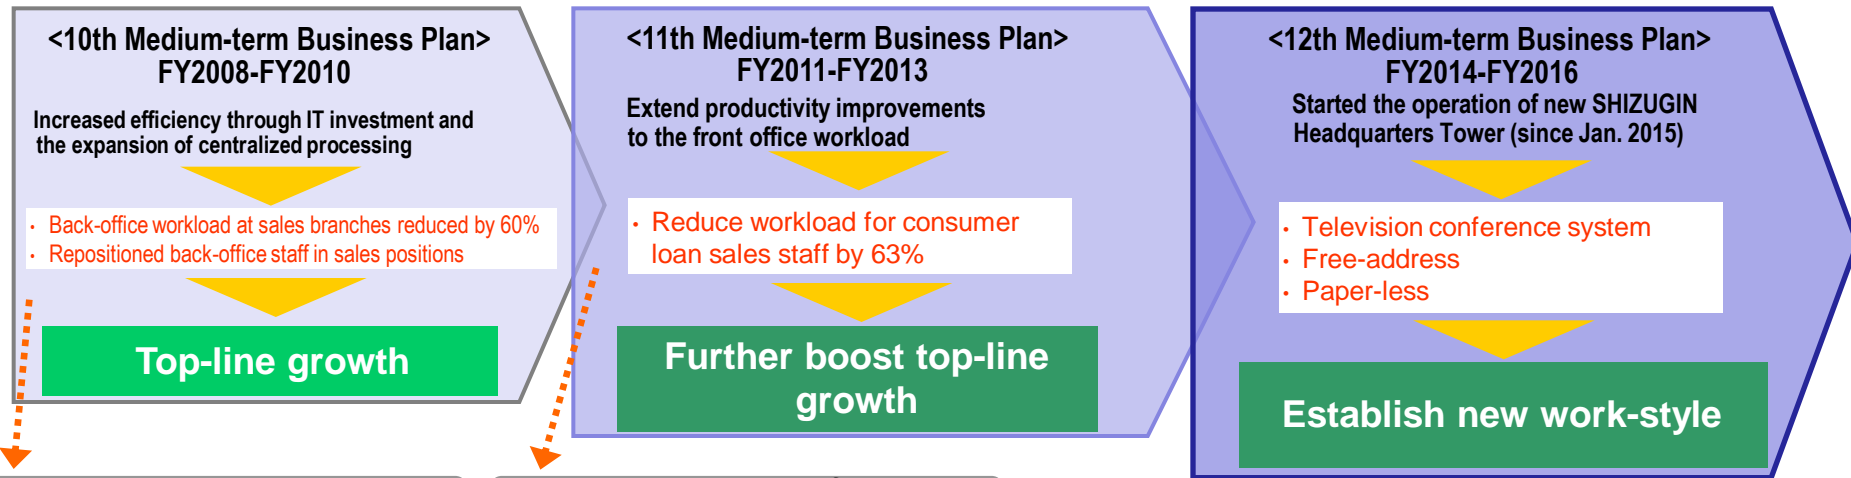 <10th Medium-term Business Plan>
FY2008-FY2010
Increased efficiency through IT investment and
the expansion of centralized processing
・ Back-office workload at sales branches reduced by 60%
・ Repositioned back-office staff in sales positions
Top-line growth
<11th Medium-term Business Plan>
FY2011-FY2013
Extend productivity improvements
to the front office workload
・ Reduce workload for consumer
loan sales staff by 63%
Further boost top-line
growth
<12th Medium-term Business Plan>
FY2014-FY2016
Started the operation of new SHIZUGIN
Headquarters Tower (since Jan. 2015)
・ Television conference system
・ Free-address
・ Paper-less
Establish new work-style